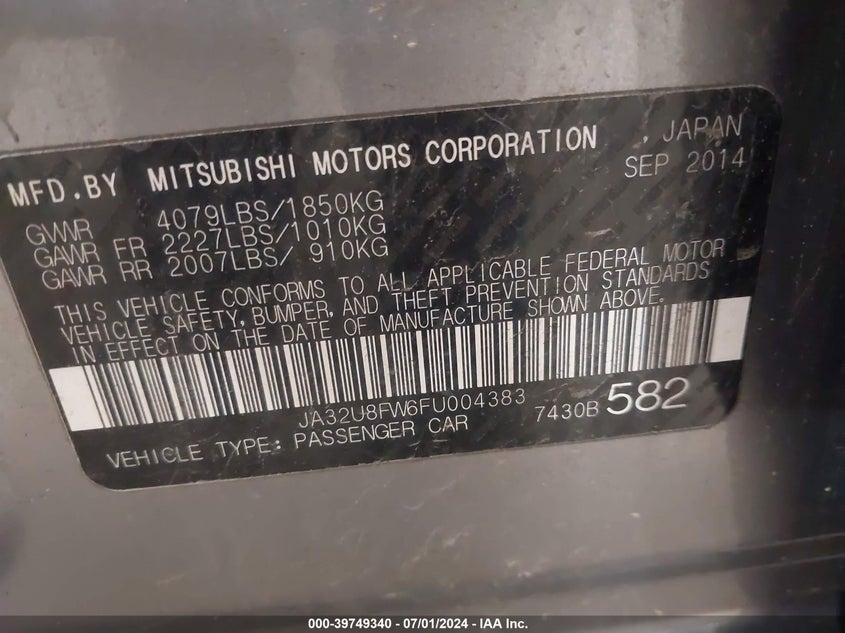 MFD.BY MITSUBISHI MOTORS CORPORATION , JAPAN
SEP 2014
GVWR 4079LBS/1850KG
GAWR FR 2227LBS/1010KG
GAWR RR 2007LBS/ 910KG
THIS VEHICLE CONFORMS TO ALL APPLICABLE FEDERAL MOTOR
VEHICLE SAFETY, BUMPER, AND THEFT PREVENTION STANDARDS
IN EFFECT ON THE DATE OF MANUFACTURE SHOWN ABOVE.
JA32U8FW6FU004383 7430B 582
VEHICLE TYPE: PASSENGER CAR
000-39749340 - 07/01/2024 - IAA Inc.